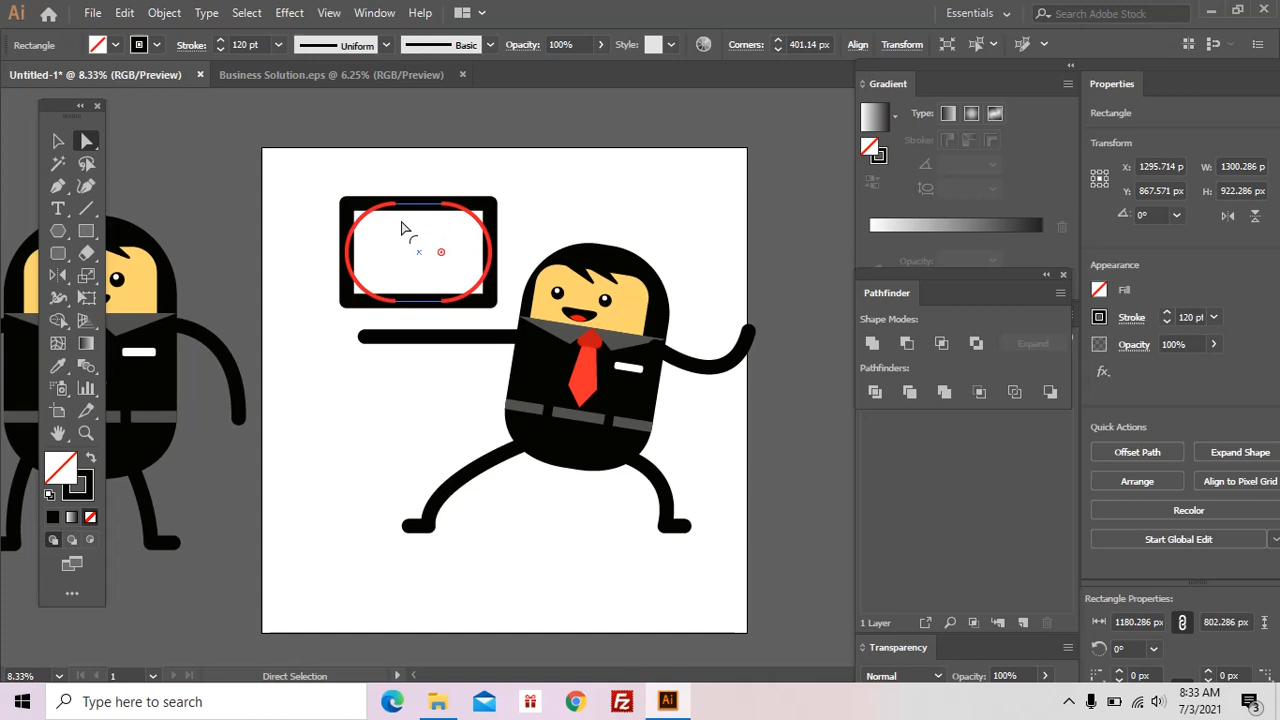 Ai File Edit Object Type Select Effect View Window Help Essentials Search Adobe Stock
Rectangle Stroke: 120 pt Uniform Basic Opacity: 100% Style: Corners: 401.14 px Align Transform
Untitled-1* @ 8.33% (RGB/Preview) × Business Solution.eps @ 6.25% (RGB/Preview) ×
Gradient
Type:
Stroke:
Pathfinder
Shape Modes:
Expand
Pathfinders:
1 Layer
Transparency
Normal Opacity: 100%
Properties
Rectangle
Transform
X: 1295.714 p W: 1300.286 p
Y: 867.571 px H: 922.286 px
0°
Appearance
Fill
Stroke 120 pt
Opacity 100%
fx.
Quick Actions
Offset Path Expand Shape
Arrange Align to Pixel Grid
Recolor
Start Global Edit
Rectangle Properties:
1180.286 px 802.286 px
0°
0 px 0 px
8.33% 1 Direct Selection
Type here to search
Fz Ai
8:33 AM
7/3/2021
3